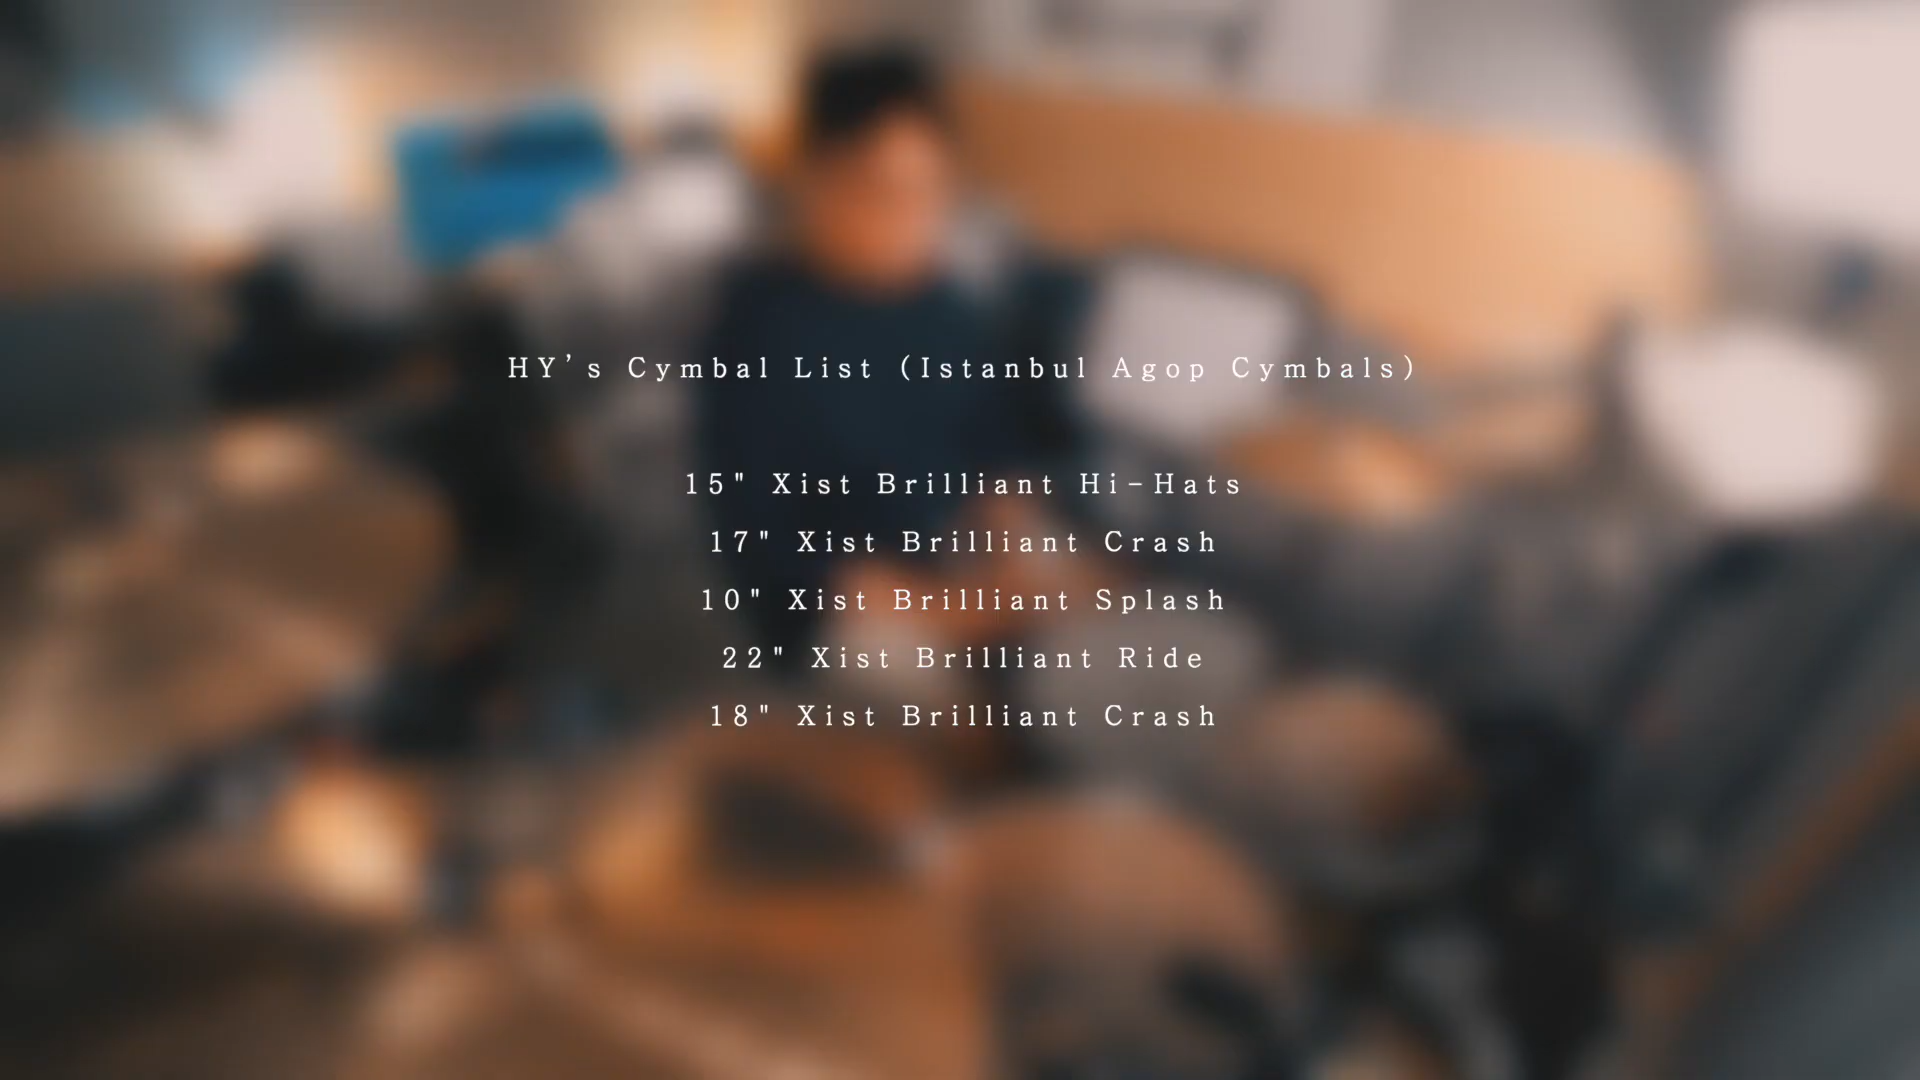 HY’s Cymbal List (Istanbul Agop Cymbals)
15" Xist Brilliant Hi-Hats
17" Xist Brilliant Crash
10" Xist Brilliant Splash
22" Xist Brilliant Ride
18" Xist Brilliant Crash